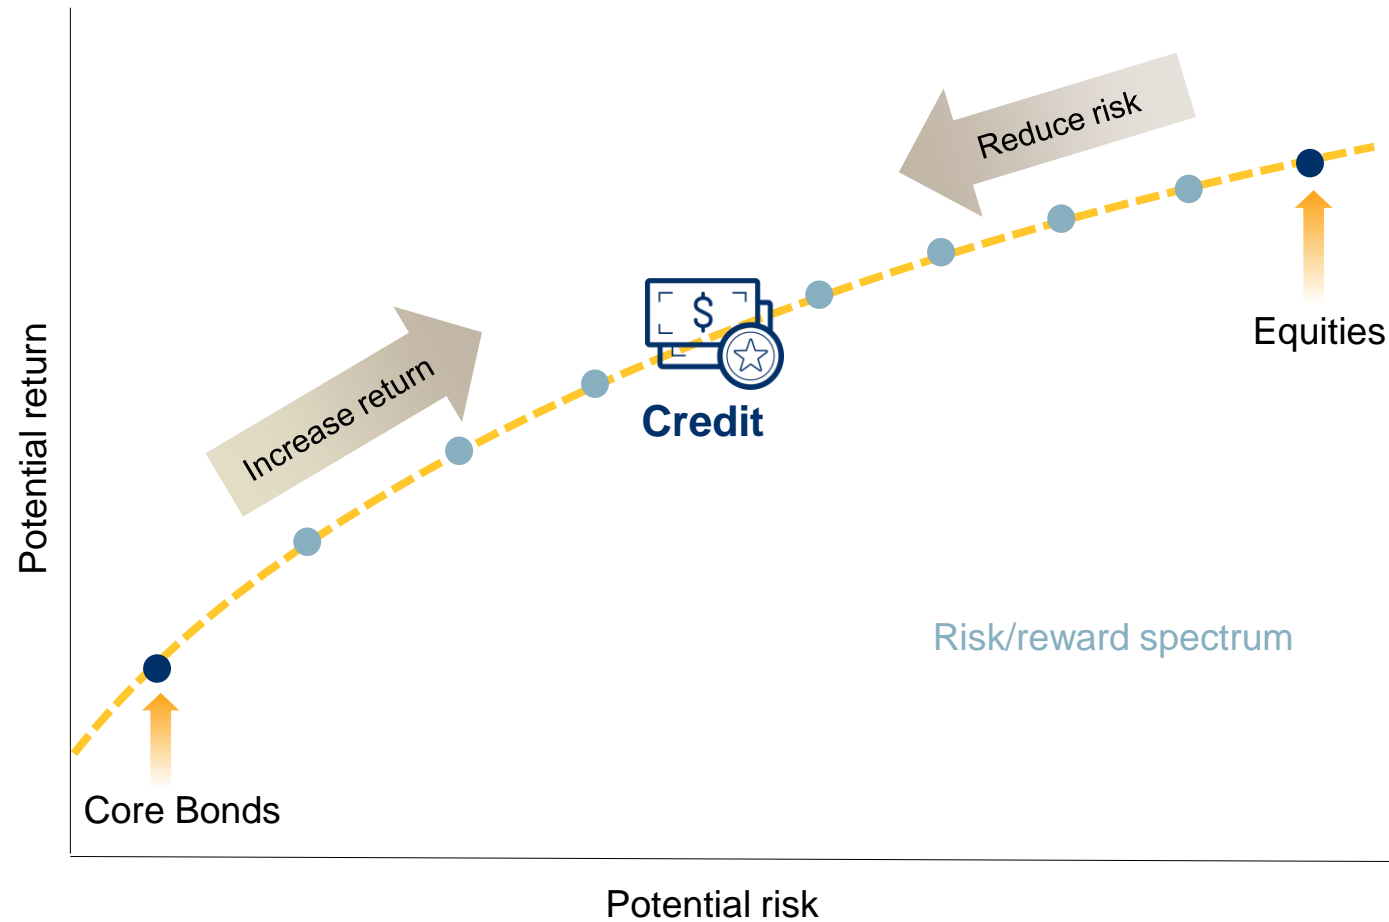 Reduce risk
Equities
Increase return
$
Credit
Potential return
Risk/reward spectrum
Core Bonds
Potential risk